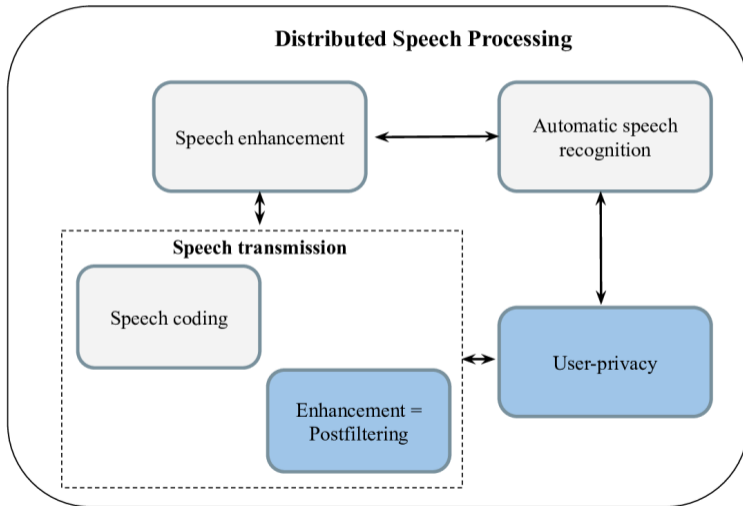 Distributed Speech Processing
Speech enhancement
Automatic speech
recognition
Speech transmission
Speech coding
Enhancement =
Postfiltering
User-privacy